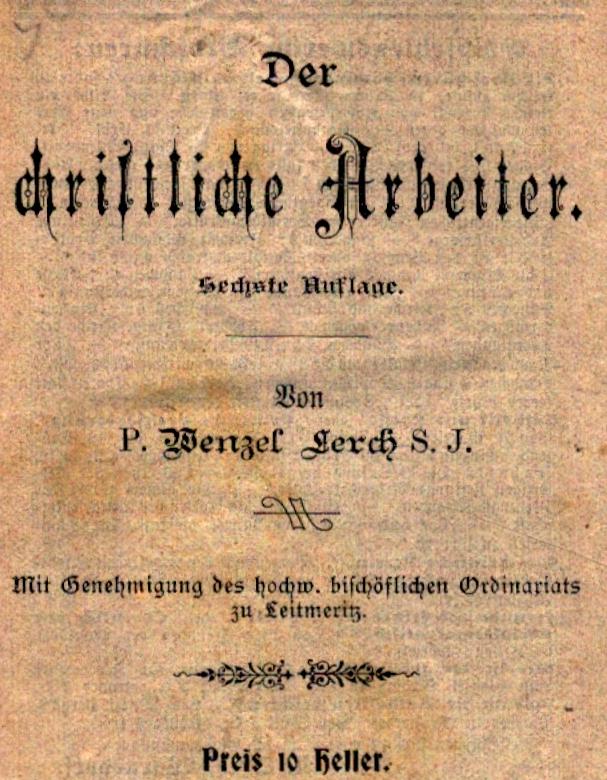 Der
christliche Arbeiter.
Sechste Auflage.
Von
P. Wenzel Lerch S. J.
Mit Genehmigung des hochw. bischöflichen Ordinariats
zu Leitmeritz.
Preis 10 Heller.